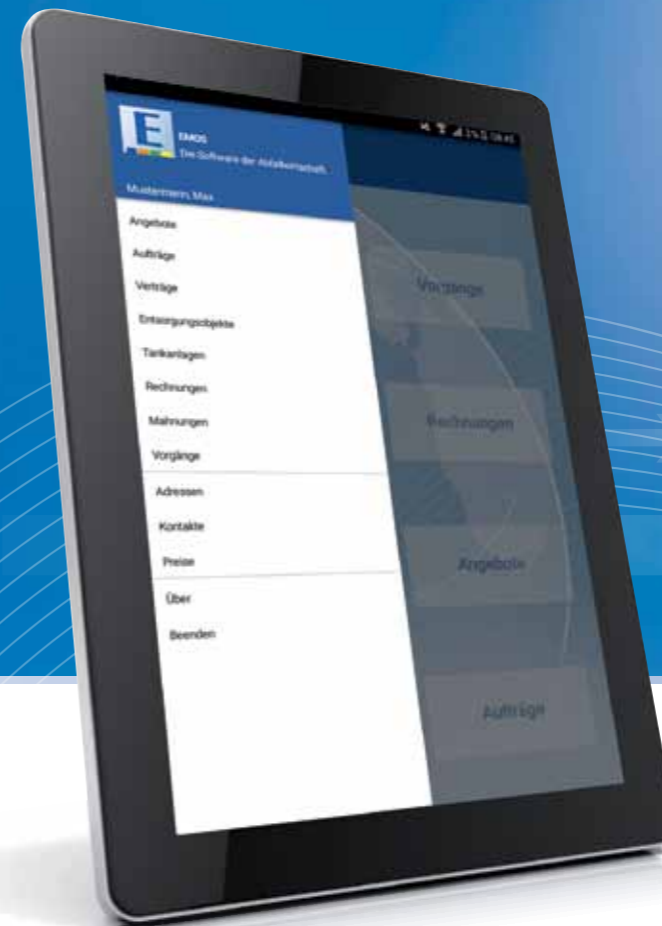 E
EMOS
Die Software der Abfallwirtschaft.
Mustermann, Max
Angebote
Aufträge
Verträge
Entsorgungsobjekte
Tankanlagen
Rechnungen
Mahnungen
Vorgänge
Adressen
Kontakte
Preise
Über
Beenden
Vorgänge
Rechnungen
Angebote
Aufträge